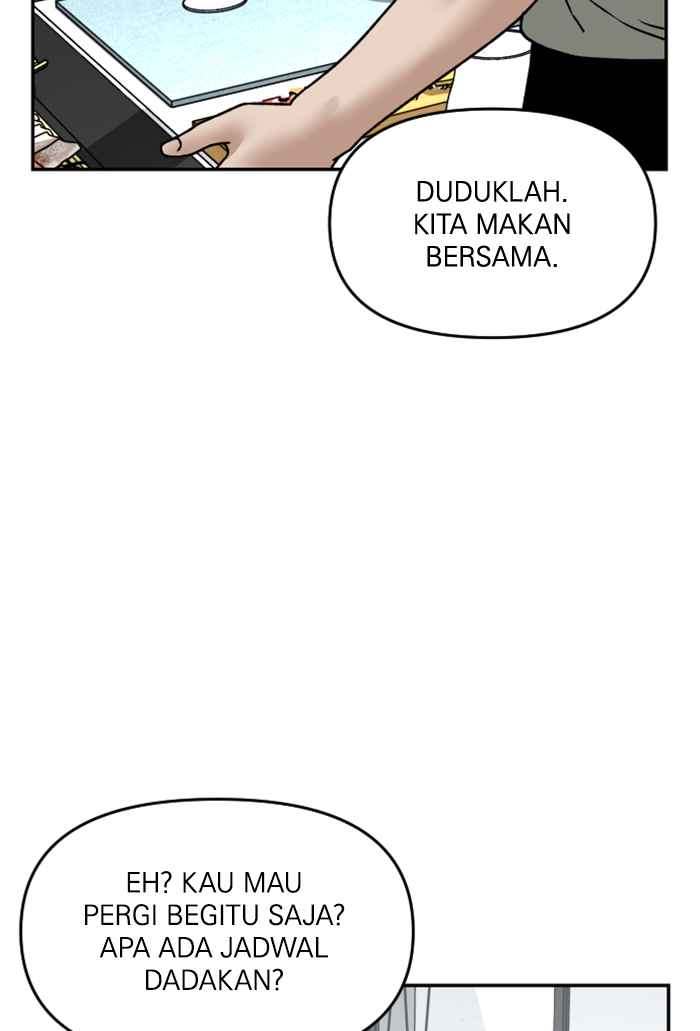 DUDUKLAH.
KITA MAKAN
BERSAMA.
EH? KAU MAU
PERGI BEGITU SAJA?
APA ADA JADWAL
DADAKAN?